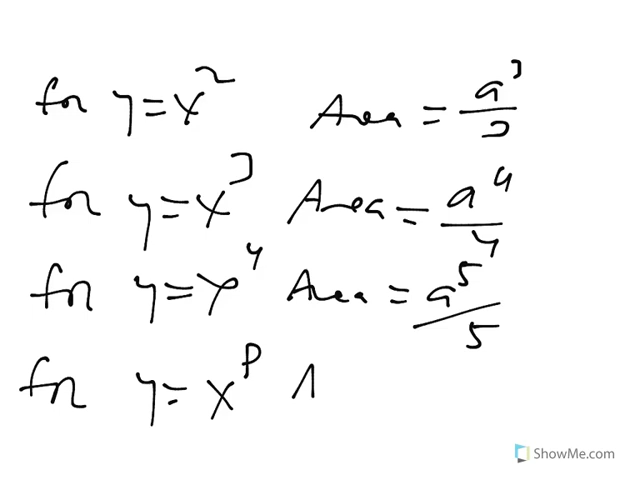 for y=x^2 Area = a^3/3
for y=x^3 Area = a^4/4
for y=x^4 Area = a^5/5
for y=x^p A
ShowMe.com